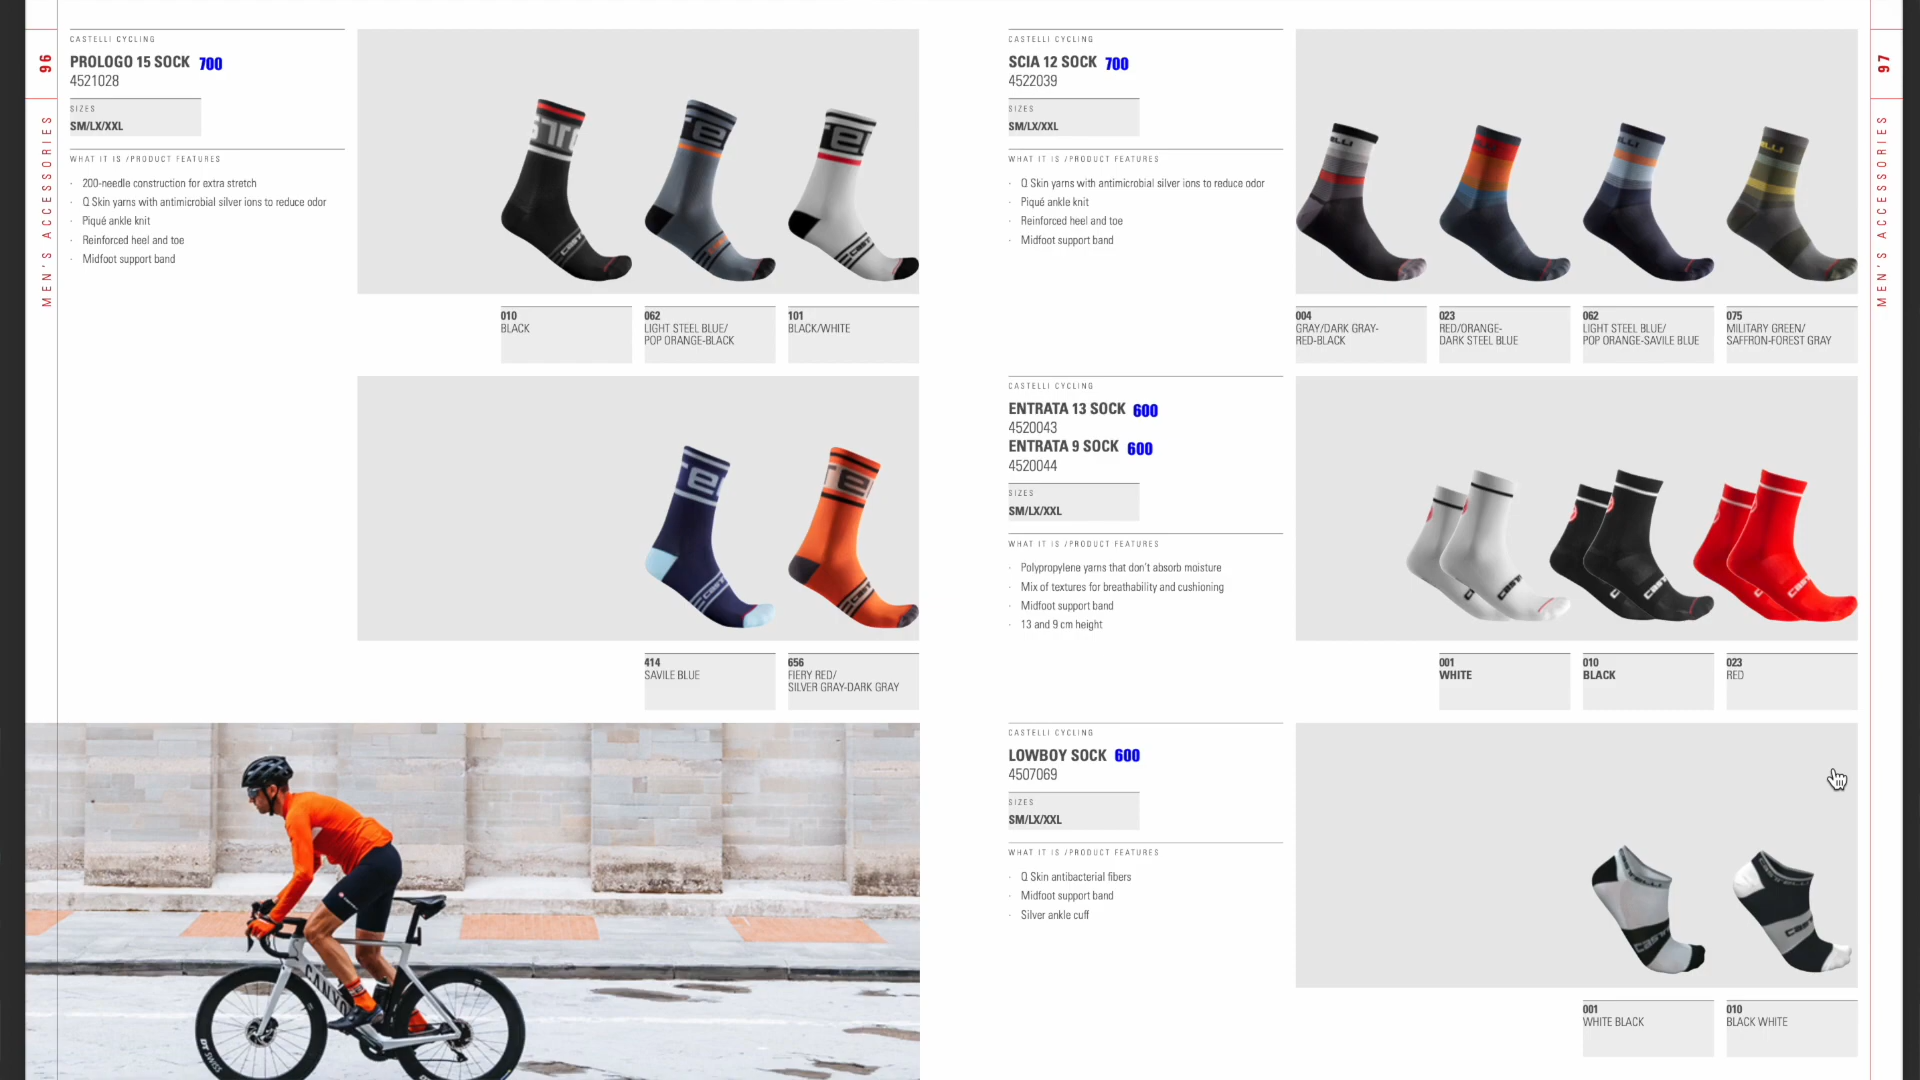 96
MEN'S ACCESSORIES
CASTELLI CYCLING
PROLOGO 15 SOCK 700
4521028
SIZES
SM/LX/XXL
WHAT IT IS /PRODUCT FEATURES
· 200-needle construction for extra stretch
· Q Skin yarns with antimicrobial silver ions to reduce odor
· Piqué ankle knit
· Reinforced heel and toe
· Midfoot support band
010
BLACK
062
LIGHT STEEL BLUE/
POP ORANGE-BLACK
101
BLACK/WHITE
414
SAVILE BLUE
656
FIERY RED/
SILVER GRAY-DARK GRAY
CANYON
DT SWISS
CASTELLI CYCLING
SCIA 12 SOCK 700
4522039
SIZES
SM/LX/XXL
WHAT IT IS /PRODUCT FEATURES
· Q Skin yarns with antimicrobial silver ions to reduce odor
· Piqué ankle knit
· Reinforced heel and toe
· Midfoot support band
004
GRAY/DARK GRAY-
RED-BLACK
023
RED/ORANGE-
DARK STEEL BLUE
062
LIGHT STEEL BLUE/
POP ORANGE-SAVILE BLUE
075
MILITARY GREEN/
SAFFRON-FOREST GRAY
CASTELLI CYCLING
ENTRATA 13 SOCK 600
4520043
ENTRATA 9 SOCK 600
4520044
SIZES
SM/LX/XXL
WHAT IT IS /PRODUCT FEATURES
· Polypropylene yarns that don't absorb moisture
· Mix of textures for breathability and cushioning
· Midfoot support band
· 13 and 9 cm height
001
WHITE
010
BLACK
023
RED
CASTELLI CYCLING
LOWBOY SOCK 600
4507069
SIZES
SM/LX/XXL
WHAT IT IS /PRODUCT FEATURES
· Q Skin antibacterial fibers
· Midfoot support band
· Silver ankle cuff
001
WHITE BLACK
010
BLACK WHITE
97
MEN'S ACCESSORIES